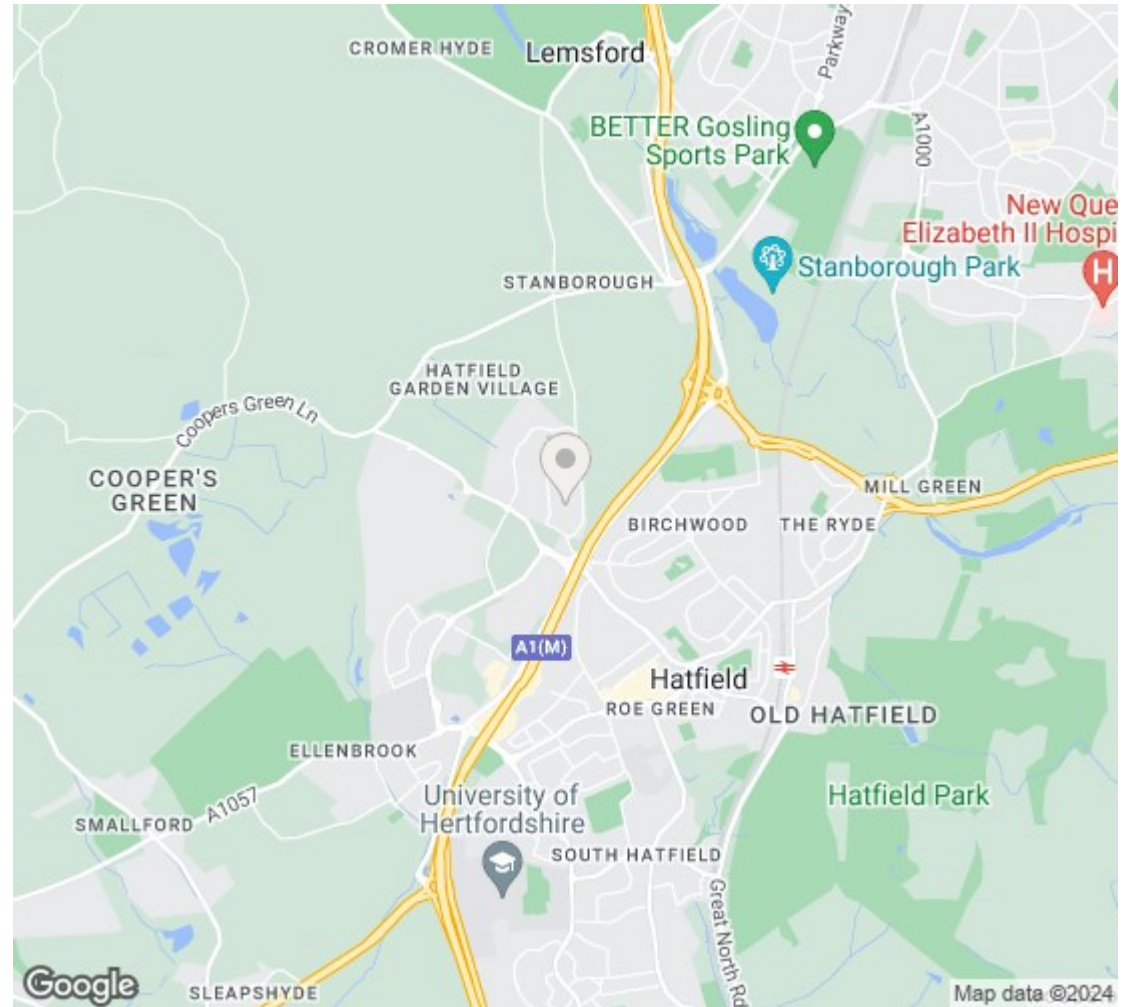 CROMER HYDE
Lemsford
Parkway
BETTER Gosling
Sports Park
A1000
New Que
Elizabeth II Hospi
H
Stanborough Park
STANBOROUGH
HATFIELD
GARDEN VILLAGE
Coopers Green Ln
COOPER'S
GREEN
MILL GREEN
BIRCHWOOD
THE RYDE
A1(M)
Hatfield
ROE GREEN
OLD HATFIELD
ELLENBROOK
A1057
SMALLFORD
University of
Hertfordshire
Hatfield Park
SOUTH HATFIELD
Great North Rd
SLEAPSHYDE
Google
Map data ©2024